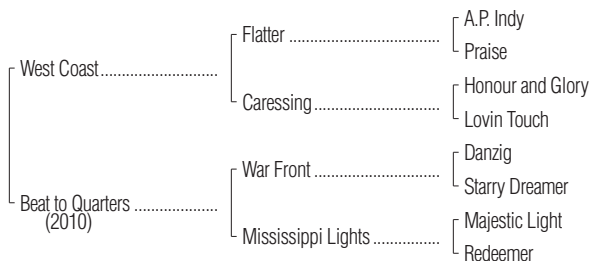 A.P. Indy
Flatter ..........................................
Praise
West Coast................................
Honour and Glory
Caressing...................................
Lovin Touch
Danzig
War Front ...................................
Starry Dreamer
Beat to Quarters ......................
(2010)
Majestic Light
Mississippi Lights..................
Redeemer